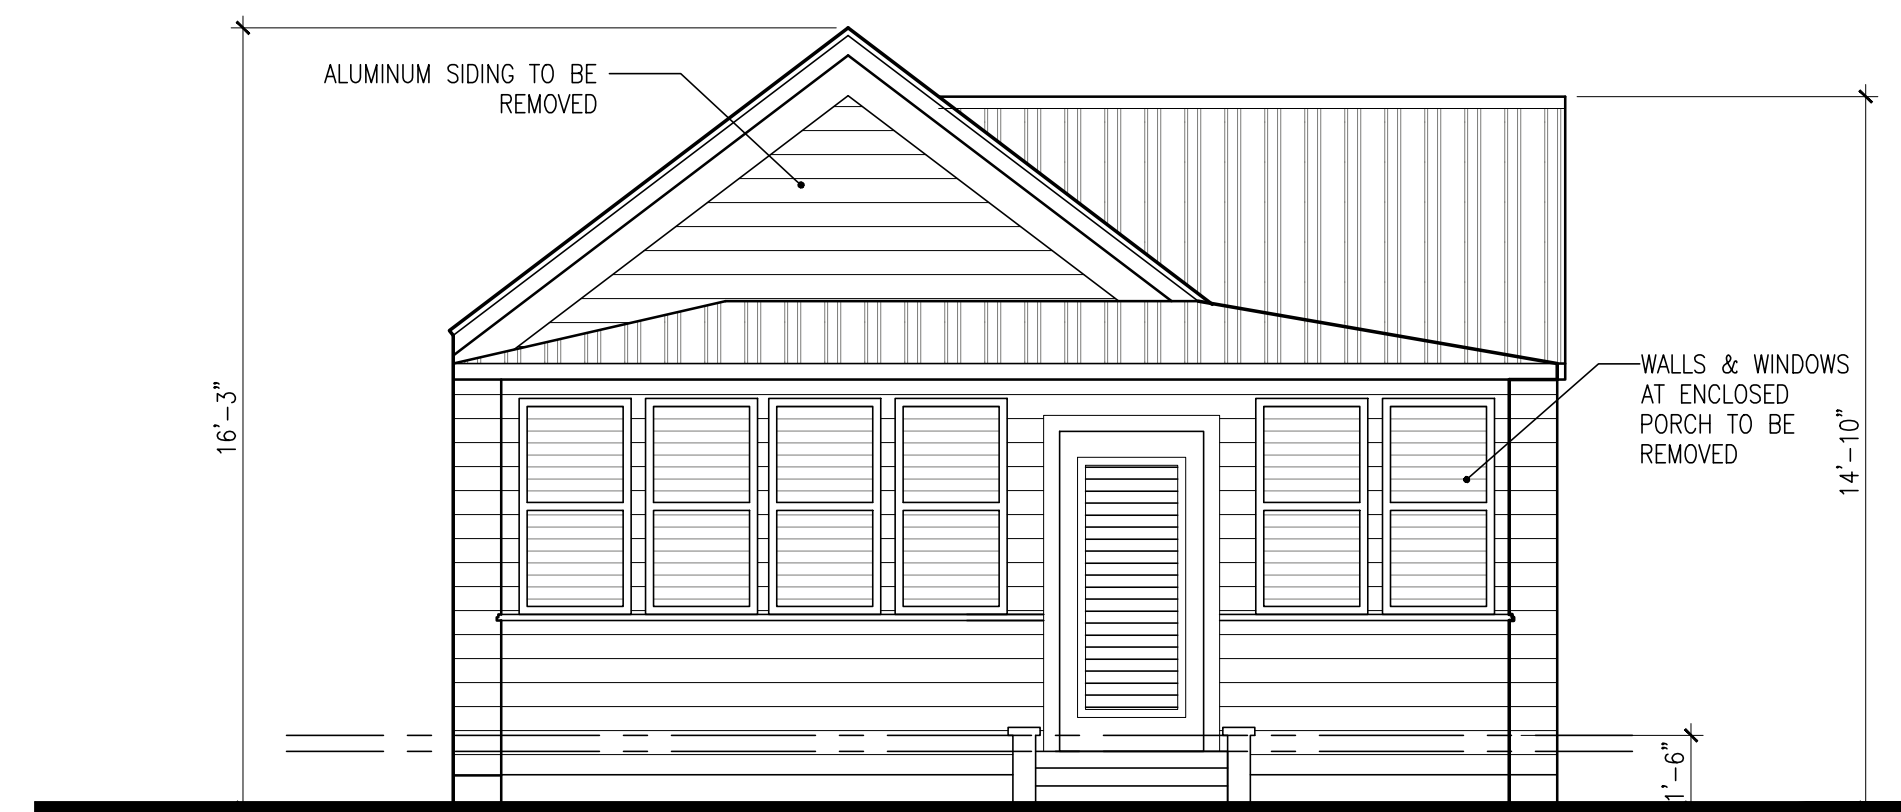 ALUMINUM SIDING TO BE
REMOVED
16'-3"
WALLS & WINDOWS
AT ENCLOSED
PORCH TO BE
REMOVED
14'-10"
1'-6"